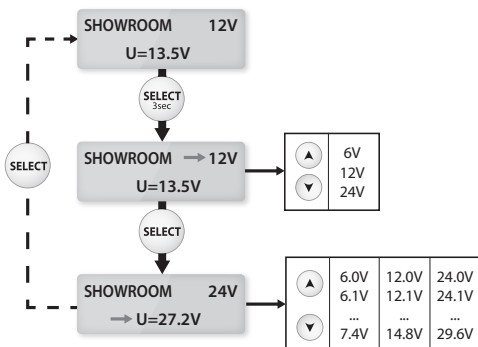 SHOWROOM 12V
U=13.5V
SELECT
3sec
SELECT
SHOWROOM → 12V
U=13.5V
6V
12V
24V
SELECT
SHOWROOM 24V
→ U=27.2V
6.0V 12.0V 24.0V
6.1V 12.1V 24.1V
... ... ...
7.4V 14.8V 29.6V